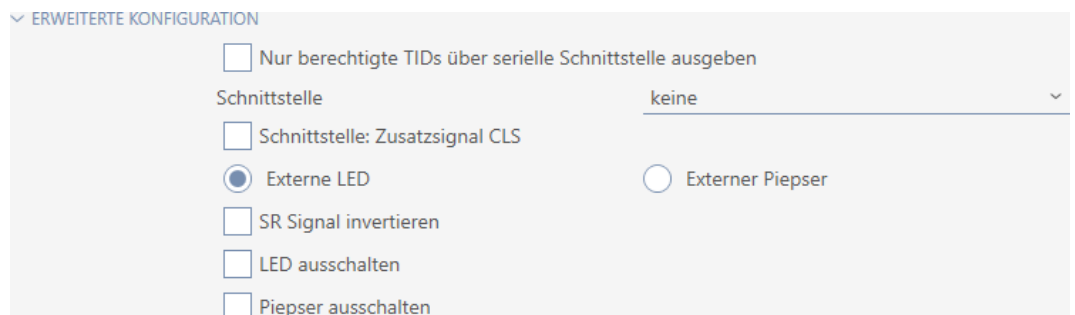 ERWEITERTE KONFIGURATION
Nur berechtigte TIDs über serielle Schnittstelle ausgeben
Schnittstelle keine
Schnittstelle: Zusatzsignal CLS
Externe LED Externer Piepser
SR Signal invertieren
LED ausschalten
Piepser ausschalten